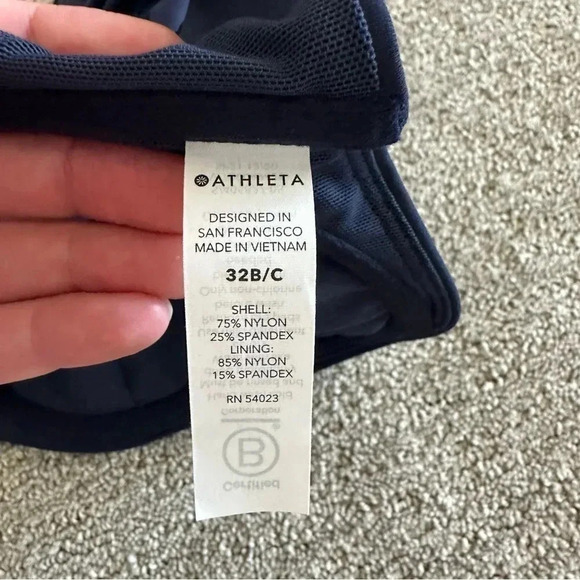 ATHLETA
DESIGNED IN
SAN FRANCISCO
MADE IN VIETNAM
32B/C
SHELL:
75% NYLON
25% SPANDEX
LINING:
85% NYLON
15% SPANDEX
RN 54023
Corporation
B
Certified